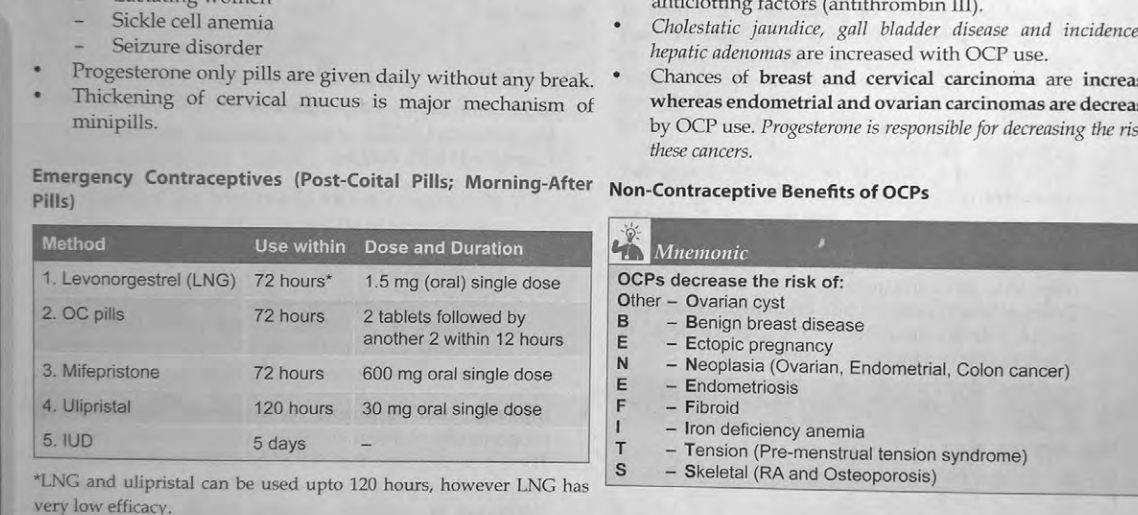 Lactating women
– Sickle cell anemia
– Seizure disorder
• Progesterone only pills are given daily without any break.
• Thickening of cervical mucus is major mechanism of
minipills.
Emergency Contraceptives (Post-Coital Pills; Morning-After
Pills)
Method Use within Dose and Duration
1. Levonorgestrel (LNG) 72 hours* 1.5 mg (oral) single dose
2. OC pills 72 hours 2 tablets followed by
another 2 within 12 hours
3. Mifepristone 72 hours 600 mg oral single dose
4. Ulipristal 120 hours 30 mg oral single dose
5. IUD 5 days –
*LNG and ulipristal can be used upto 120 hours, however LNG has
very low efficacy.
anticlotting factors (antithrombin III).
• Cholestatic jaundice, gall bladder disease and incidence
hepatic adenomas are increased with OCP use.
• Chances of breast and cervical carcinoma are increas
whereas endometrial and ovarian carcinomas are decreas
by OCP use. Progesterone is responsible for decreasing the ris
these cancers.
Non-Contraceptive Benefits of OCPs
Mnemonic
OCPs decrease the risk of:
Other – Ovarian cyst
B – Benign breast disease
E – Ectopic pregnancy
N – Neoplasia (Ovarian, Endometrial, Colon cancer)
E – Endometriosis
F – Fibroid
I – Iron deficiency anemia
T – Tension (Pre-menstrual tension syndrome)
S – Skeletal (RA and Osteoporosis)